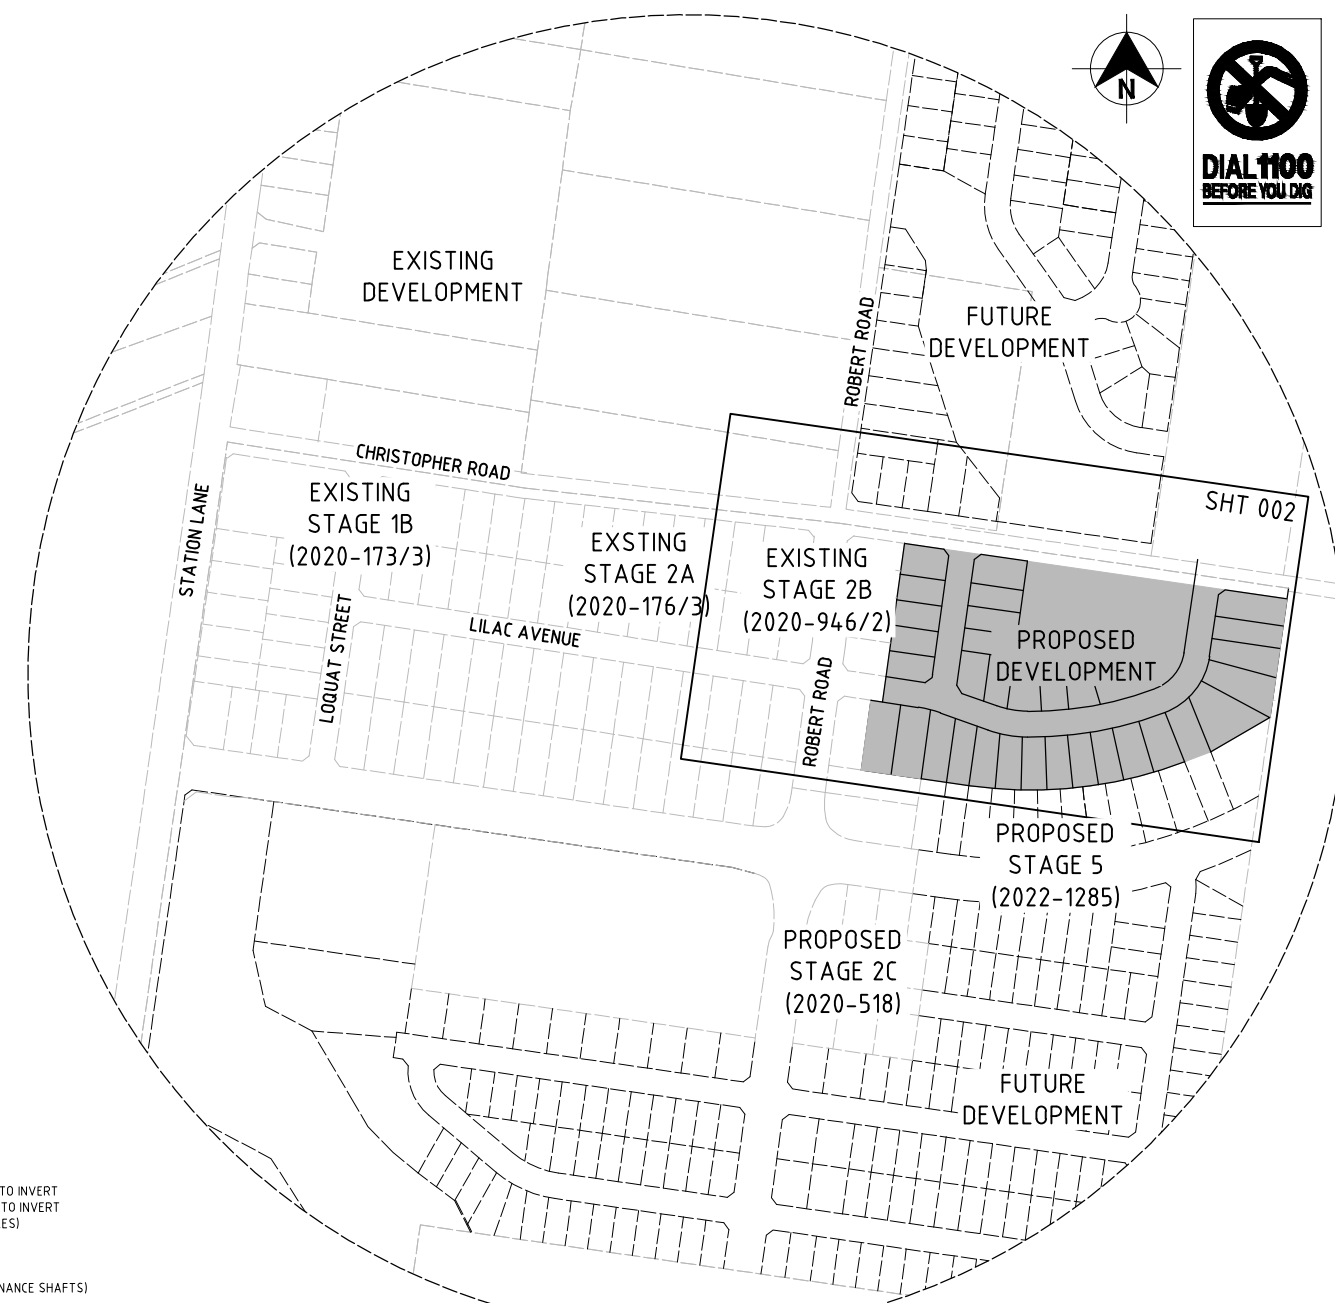 N
DIAL 1100
BEFORE YOU DIG
EXISTING
DEVELOPMENT
FUTURE
DEVELOPMENT
ROBERT ROAD
CHRISTOPHER ROAD
SHT 002
STATION LANE
EXISTING
STAGE 1B
(2020-173/3)
EXSTING
STAGE 2A
(2020-176/3)
EXISTING
STAGE 2B
(2020-946/2)
PROPOSED
DEVELOPMENT
LOQUAT STREET
LILAC AVENUE
ROBERT ROAD
PROPOSED
STAGE 5
(2022-1285)
PROPOSED
STAGE 2C
(2020-518)
FUTURE
DEVELOPMENT
TO INVERT
TO INVERT
ES)
NANCE SHAFTS)